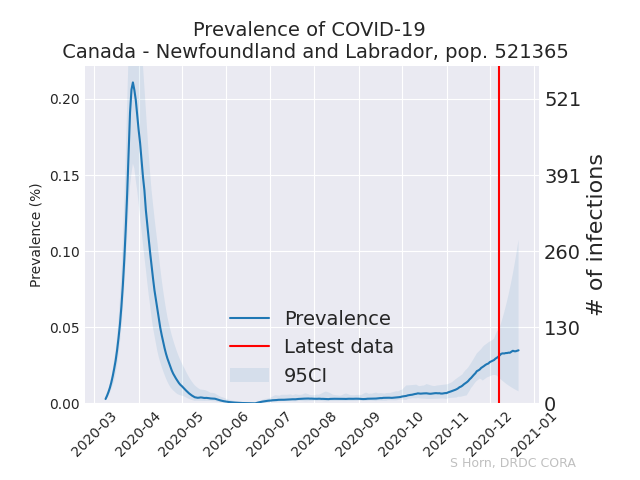 Prevalence of COVID-19
Canada - Newfoundland and Labrador, pop. 521365
Prevalence (%)
0.20
0.15
0.10
0.05
0.00
521
391
260
130
0
# of infections
Prevalence
Latest data
95CI
2020-03
2020-04
2020-05
2020-06
2020-07
2020-08
2020-09
2020-10
2020-11
2020-12
2021-01
S Horn, DRDC CORA